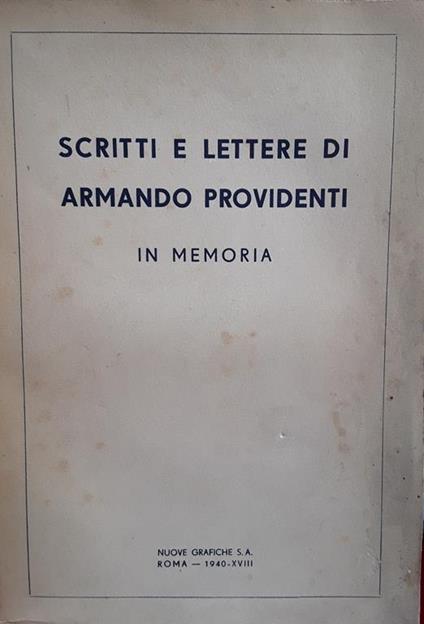 SCRITTI E LETTERE DI
ARMANDO PROVIDENTI
IN MEMORIA
NUOVE GRAFICHE S.A.
ROMA — 1940-XVIII